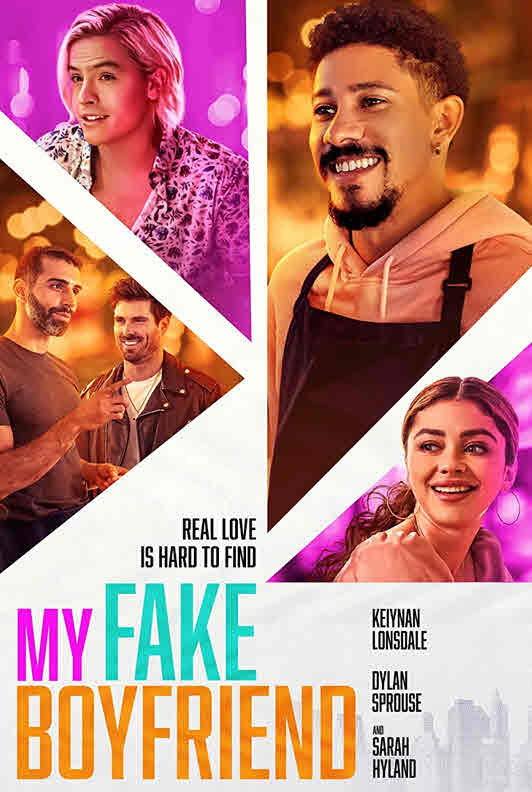 REAL LOVE
IS HARD TO FIND
MY FAKE
BOYFRIEND
KEIYNAN
LONSDALE
DYLAN
SPROUSE
AND
SARAH
HYLAND